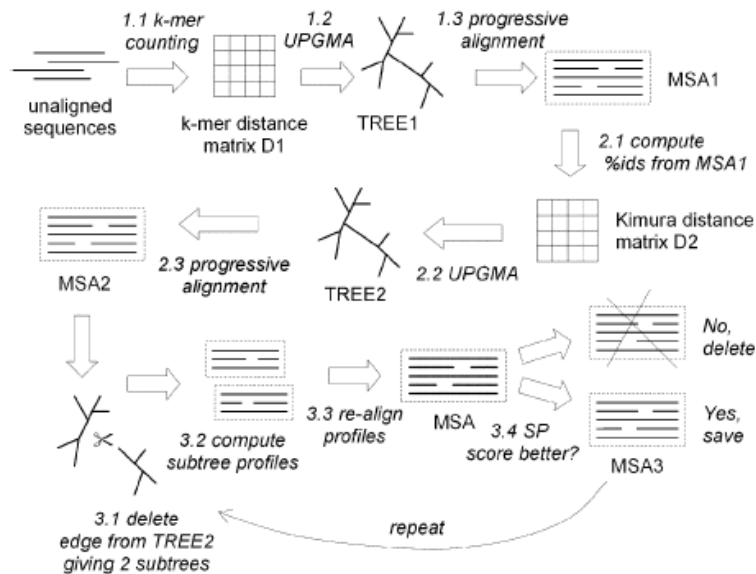 1.1 k-mer
counting
1.2
UPGMA
1.3 progressive
alignment
unaligned
sequences
k-mer distance
matrix D1
TREE1
MSA1
2.1 compute
%ids from MSA1
Kimura distance
matrix D2
2.2 UPGMA
TREE2
2.3 progressive
alignment
MSA2
3.1 delete
edge from TREE2
giving 2 subtrees
3.2 compute
subtree profiles
3.3 re-align
profiles
MSA
3.4 SP
score better?
No,
delete
Yes,
save
MSA3
repeat